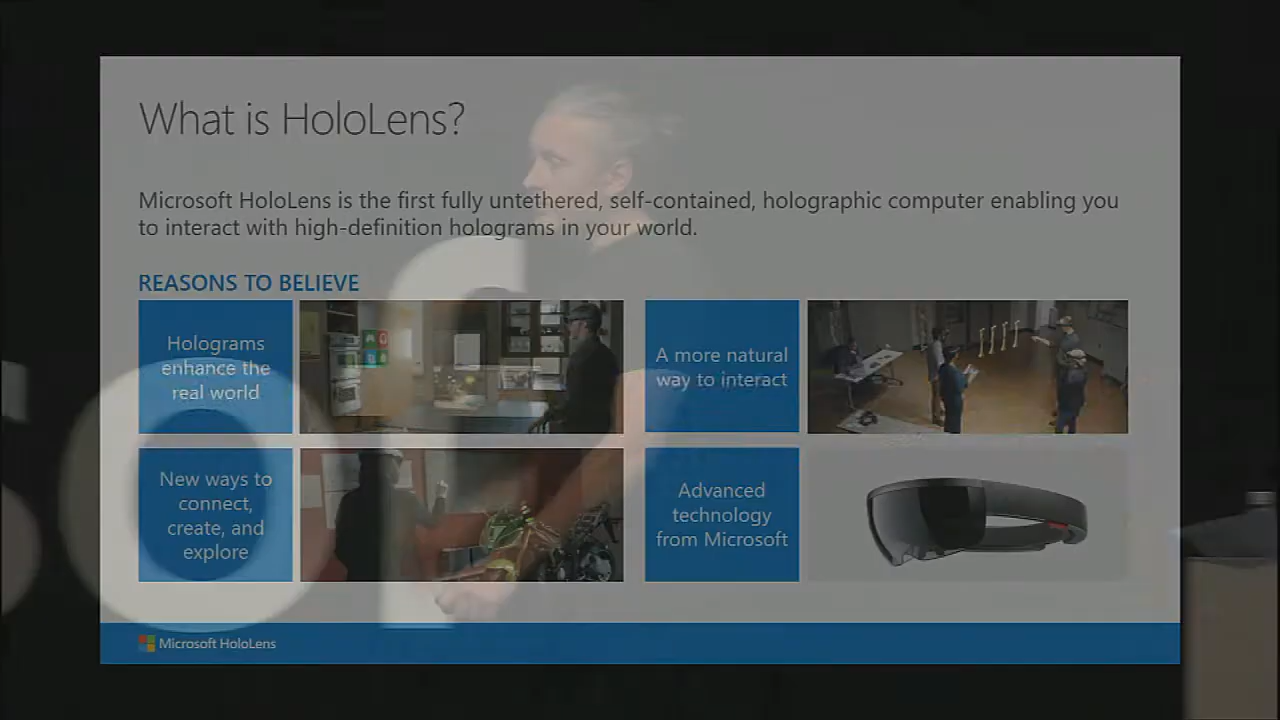 What is HoloLens?
Microsoft HoloLens is the first fully untethered, self-contained, holographic computer enabling you
to interact with high-definition holograms in your world.
REASONS TO BELIEVE
Holograms
enhance the
real world
A more natural
way to interact
New ways to
connect,
create, and
explore
Advanced
technology
from Microsoft
Microsoft HoloLens